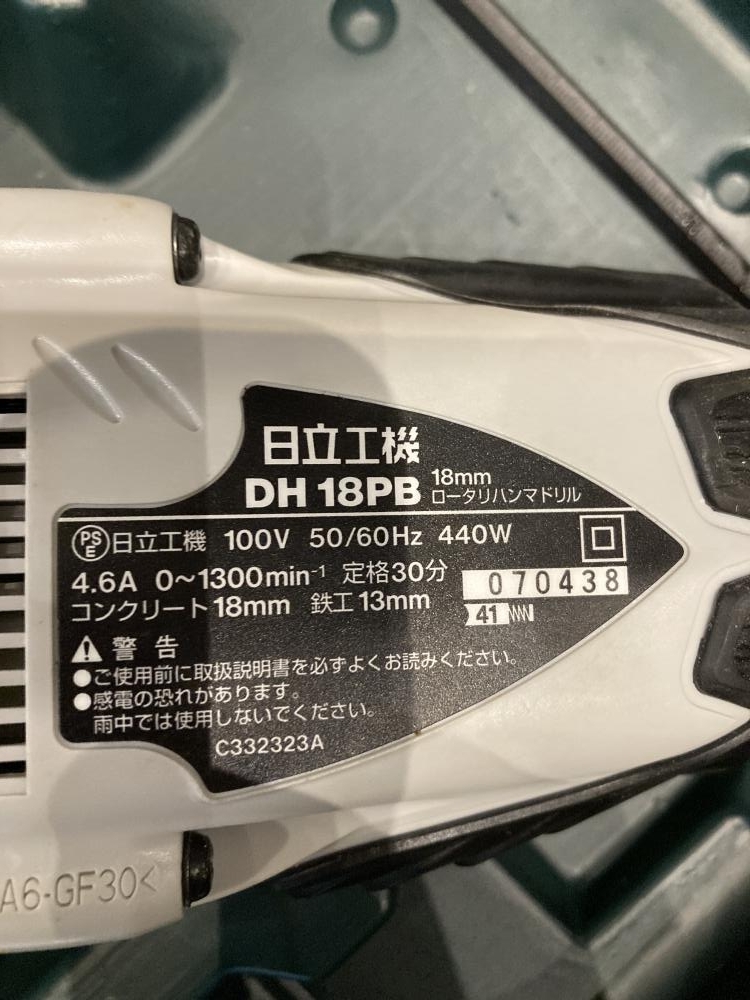 日立工機
DH 18PB 18mm ロータリハンマドリル
PSE 日立工機 100V 50/60Hz 440W
4.6A 0~1300min⁻¹ 定格30分
070438
コンクリート18mm 鉄工13mm
41
⚠警告
●ご使用前に取扱説明書を必ずよくお読みください。
●感電の恐れがあります。
雨中では使用しないでください。
C332323A
A6-GF30<